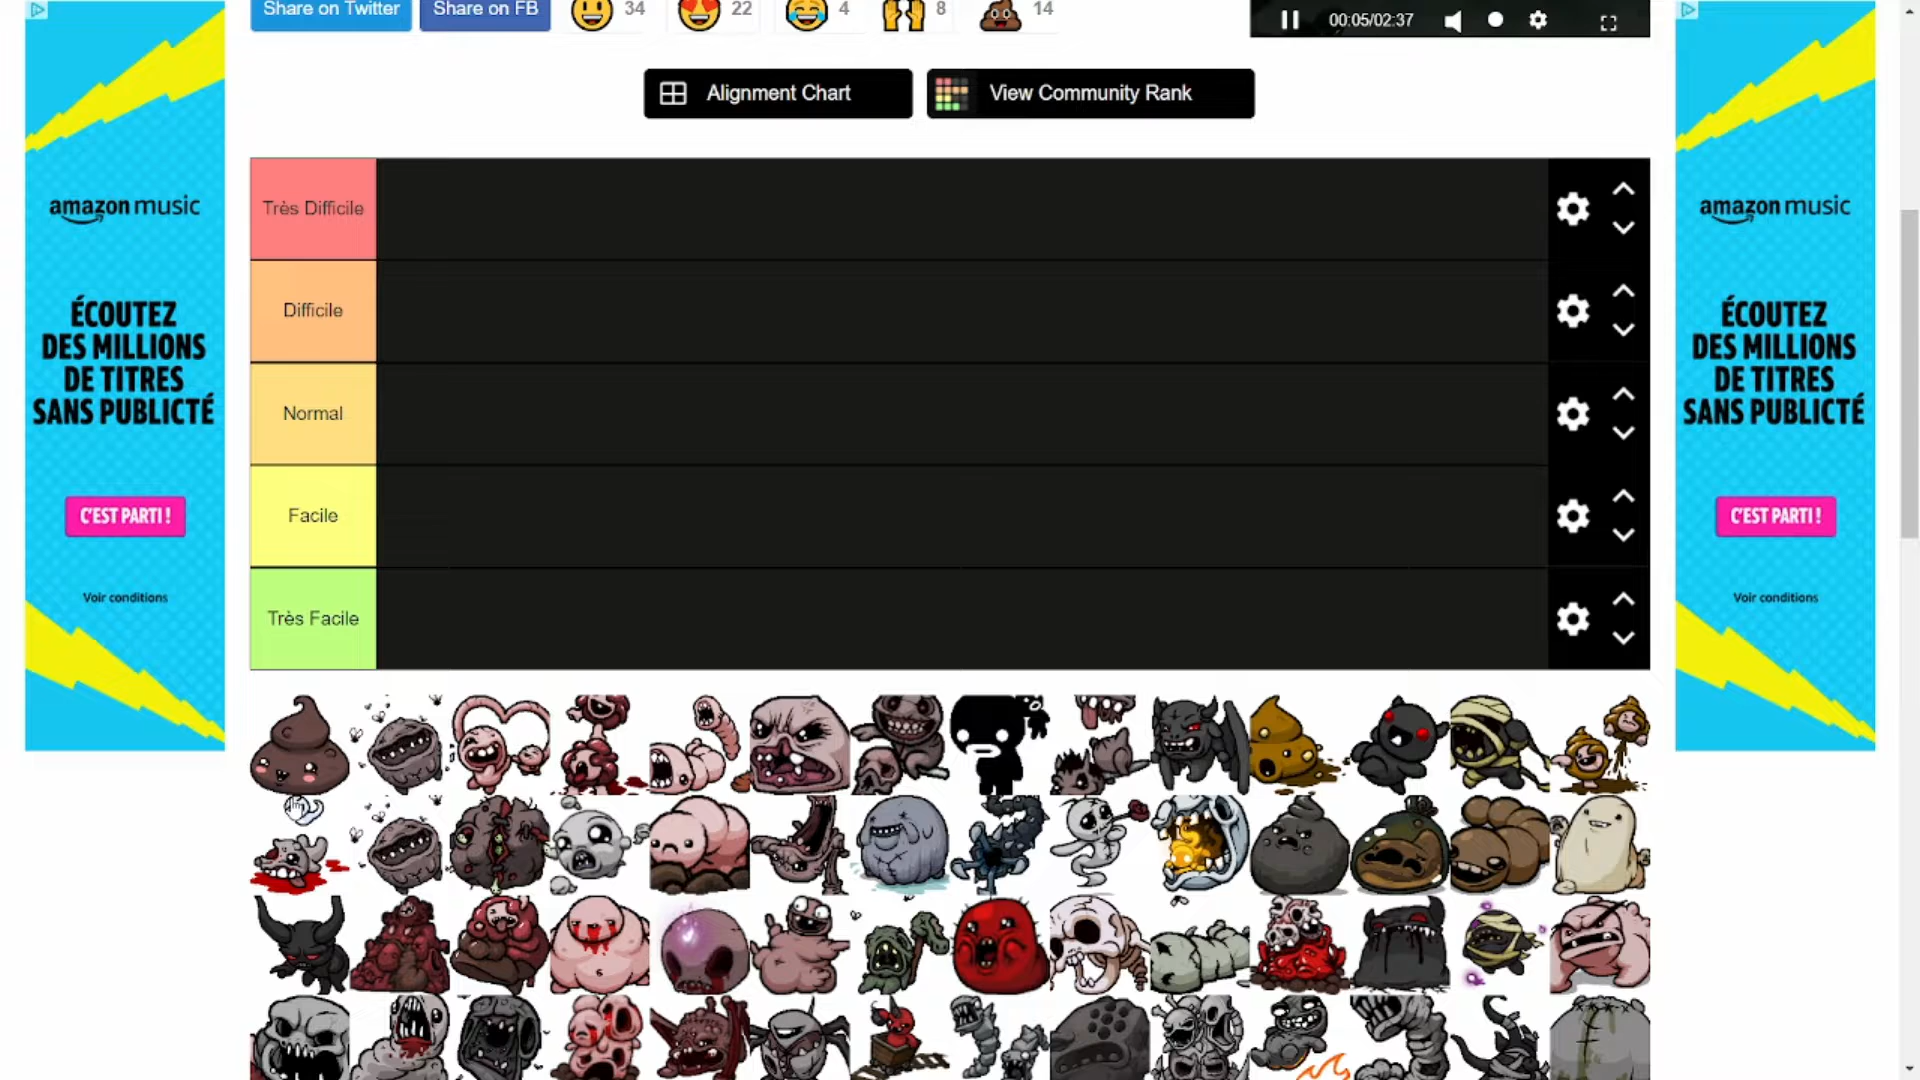 Share on Twitter
Share on FB
34
22
4
8
14
00:05/02:37
Alignment Chart
View Community Rank
amazon music
ÉCOUTEZ
DES MILLIONS
DE TITRES
SANS PUBLICTÉ
C'EST PARTI !
Voir conditions
Très Difficile
Difficile
Normal
Facile
Très Facile
amazon music
ÉCOUTEZ
DES MILLIONS
DE TITRES
SANS PUBLICTÉ
C'EST PARTI !
Voir conditions